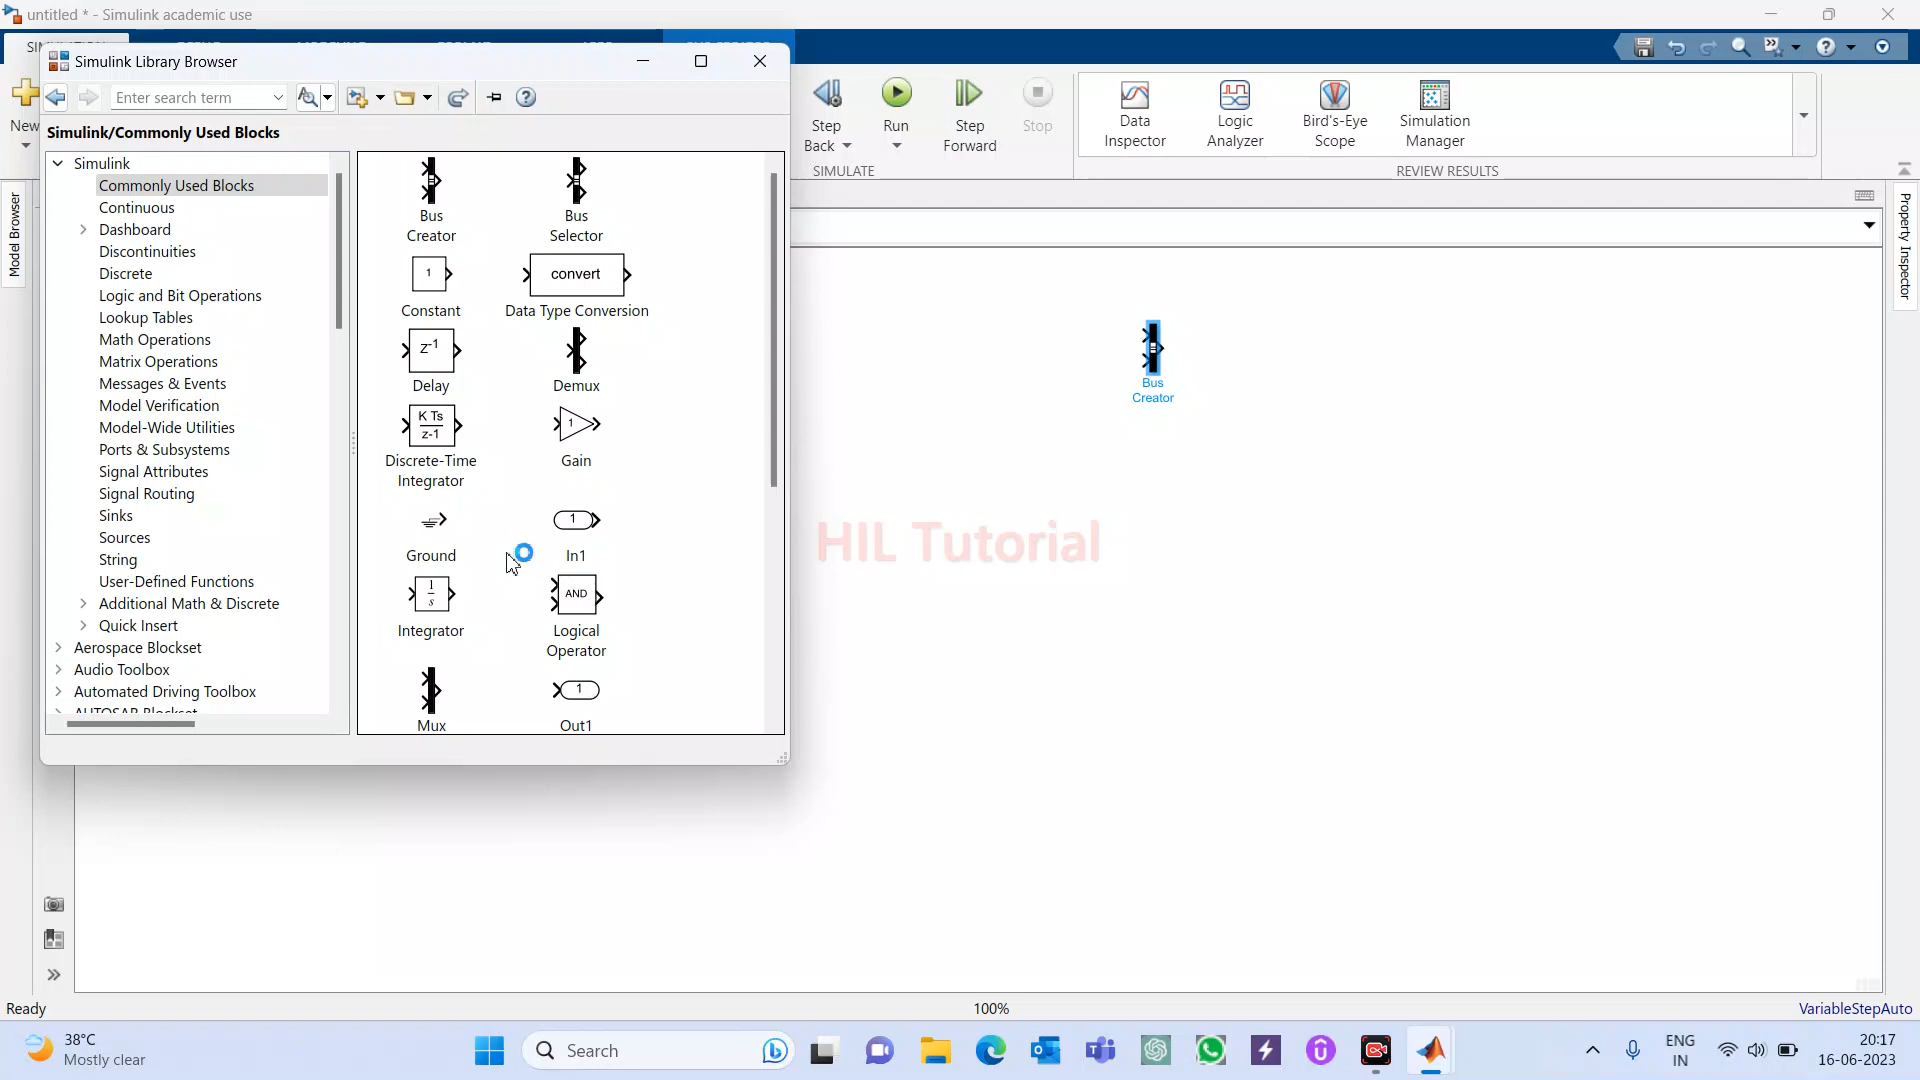 untitled * - Simulink academic use
Simulink Library Browser
Enter search term
Simulink/Commonly Used Blocks
Simulink
Commonly Used Blocks
Continuous
Dashboard
Discontinuities
Discrete
Logic and Bit Operations
Lookup Tables
Math Operations
Matrix Operations
Messages & Events
Model Verification
Model-Wide Utilities
Ports & Subsystems
Signal Attributes
Signal Routing
Sinks
Sources
String
User-Defined Functions
Additional Math & Discrete
Quick Insert
Aerospace Blockset
Audio Toolbox
Automated Driving Toolbox
AUTOSAR Blockset
Bus
Creator
Bus
Selector
1
Constant
convert
Data Type Conversion
Z-1
Delay
Demux
K Ts
z-1
Discrete-Time
Integrator
1
Gain
Ground
1
In1
1
s
Integrator
AND
Logical
Operator
Mux
1
Out1
New
Step
Back
Run
Step
Forward
Stop
SIMULATE
Data
Inspector
Logic
Analyzer
Bird's-Eye
Scope
Simulation
Manager
REVIEW RESULTS
Model Browser
Property Inspector
Bus
Creator
HIL Tutorial
Ready
100%
VariableStepAuto
38°C
Mostly clear
Search
ENG
IN
20:17
16-06-2023